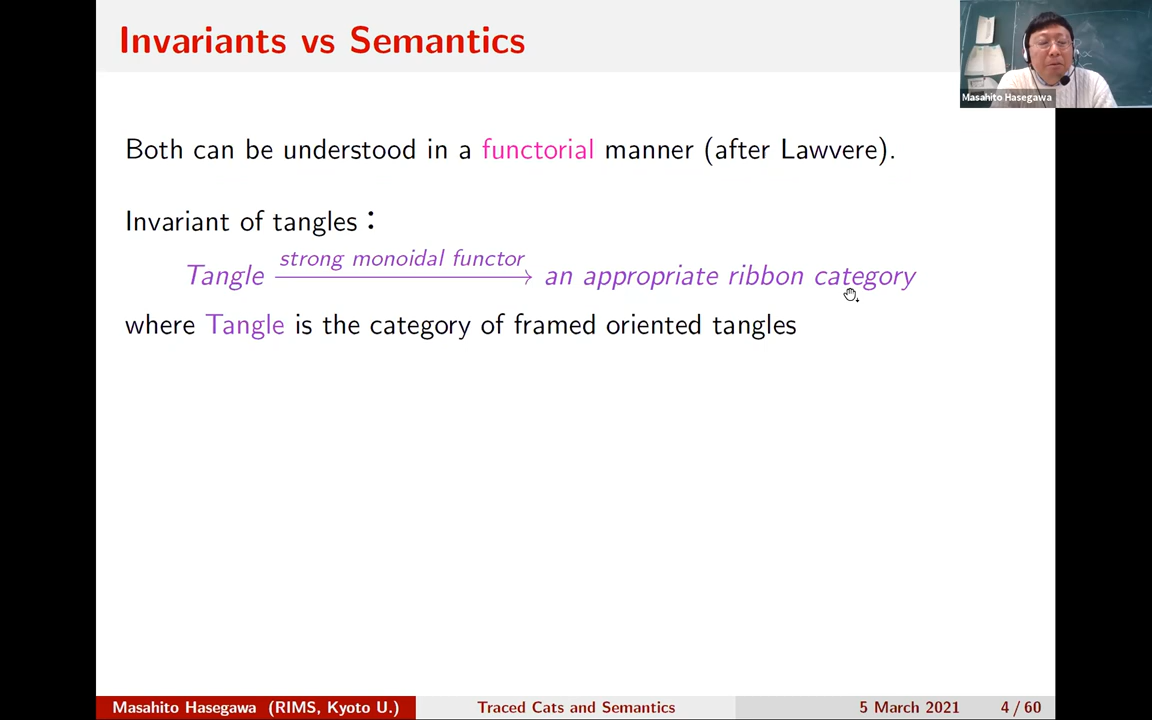 Invariants vs Semantics
Masahito Hasegawa
Both can be understood in a functorial manner (after Lawvere).
Invariant of tangles：
strong monoidal functor
Tangle → an appropriate ribbon category
where Tangle is the category of framed oriented tangles
Masahito Hasegawa (RIMS, Kyoto U.)
Traced Cats and Semantics
5 March 2021
4 / 60